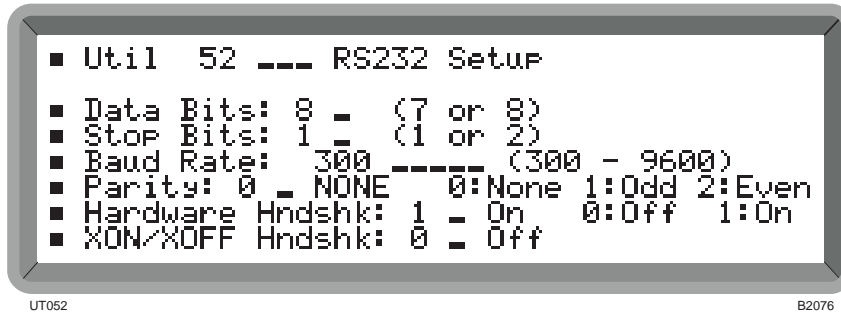 ■ Util 52 ___ RS232 Setup
■ Data Bits: 8 _ (7 or 8)
■ Stop Bits: 1 _ (1 or 2)
■ Baud Rate: 300 _____ (300 - 9600)
■ Parity: 0 _ NONE 0:None 1:Odd 2:Even
■ Hardware Hndshk: 1 _ On 0:Off 1:On
■ XON/XOFF Hndshk: 0 _ Off
UT052 B2076